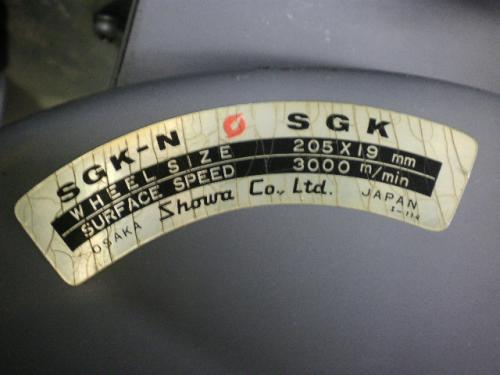 SGK-N SGK
WHEEL SIZE 205X19 mm
SURFACE SPEED 3000 m/min
OSAKA Showa Co., Ltd. JAPAN